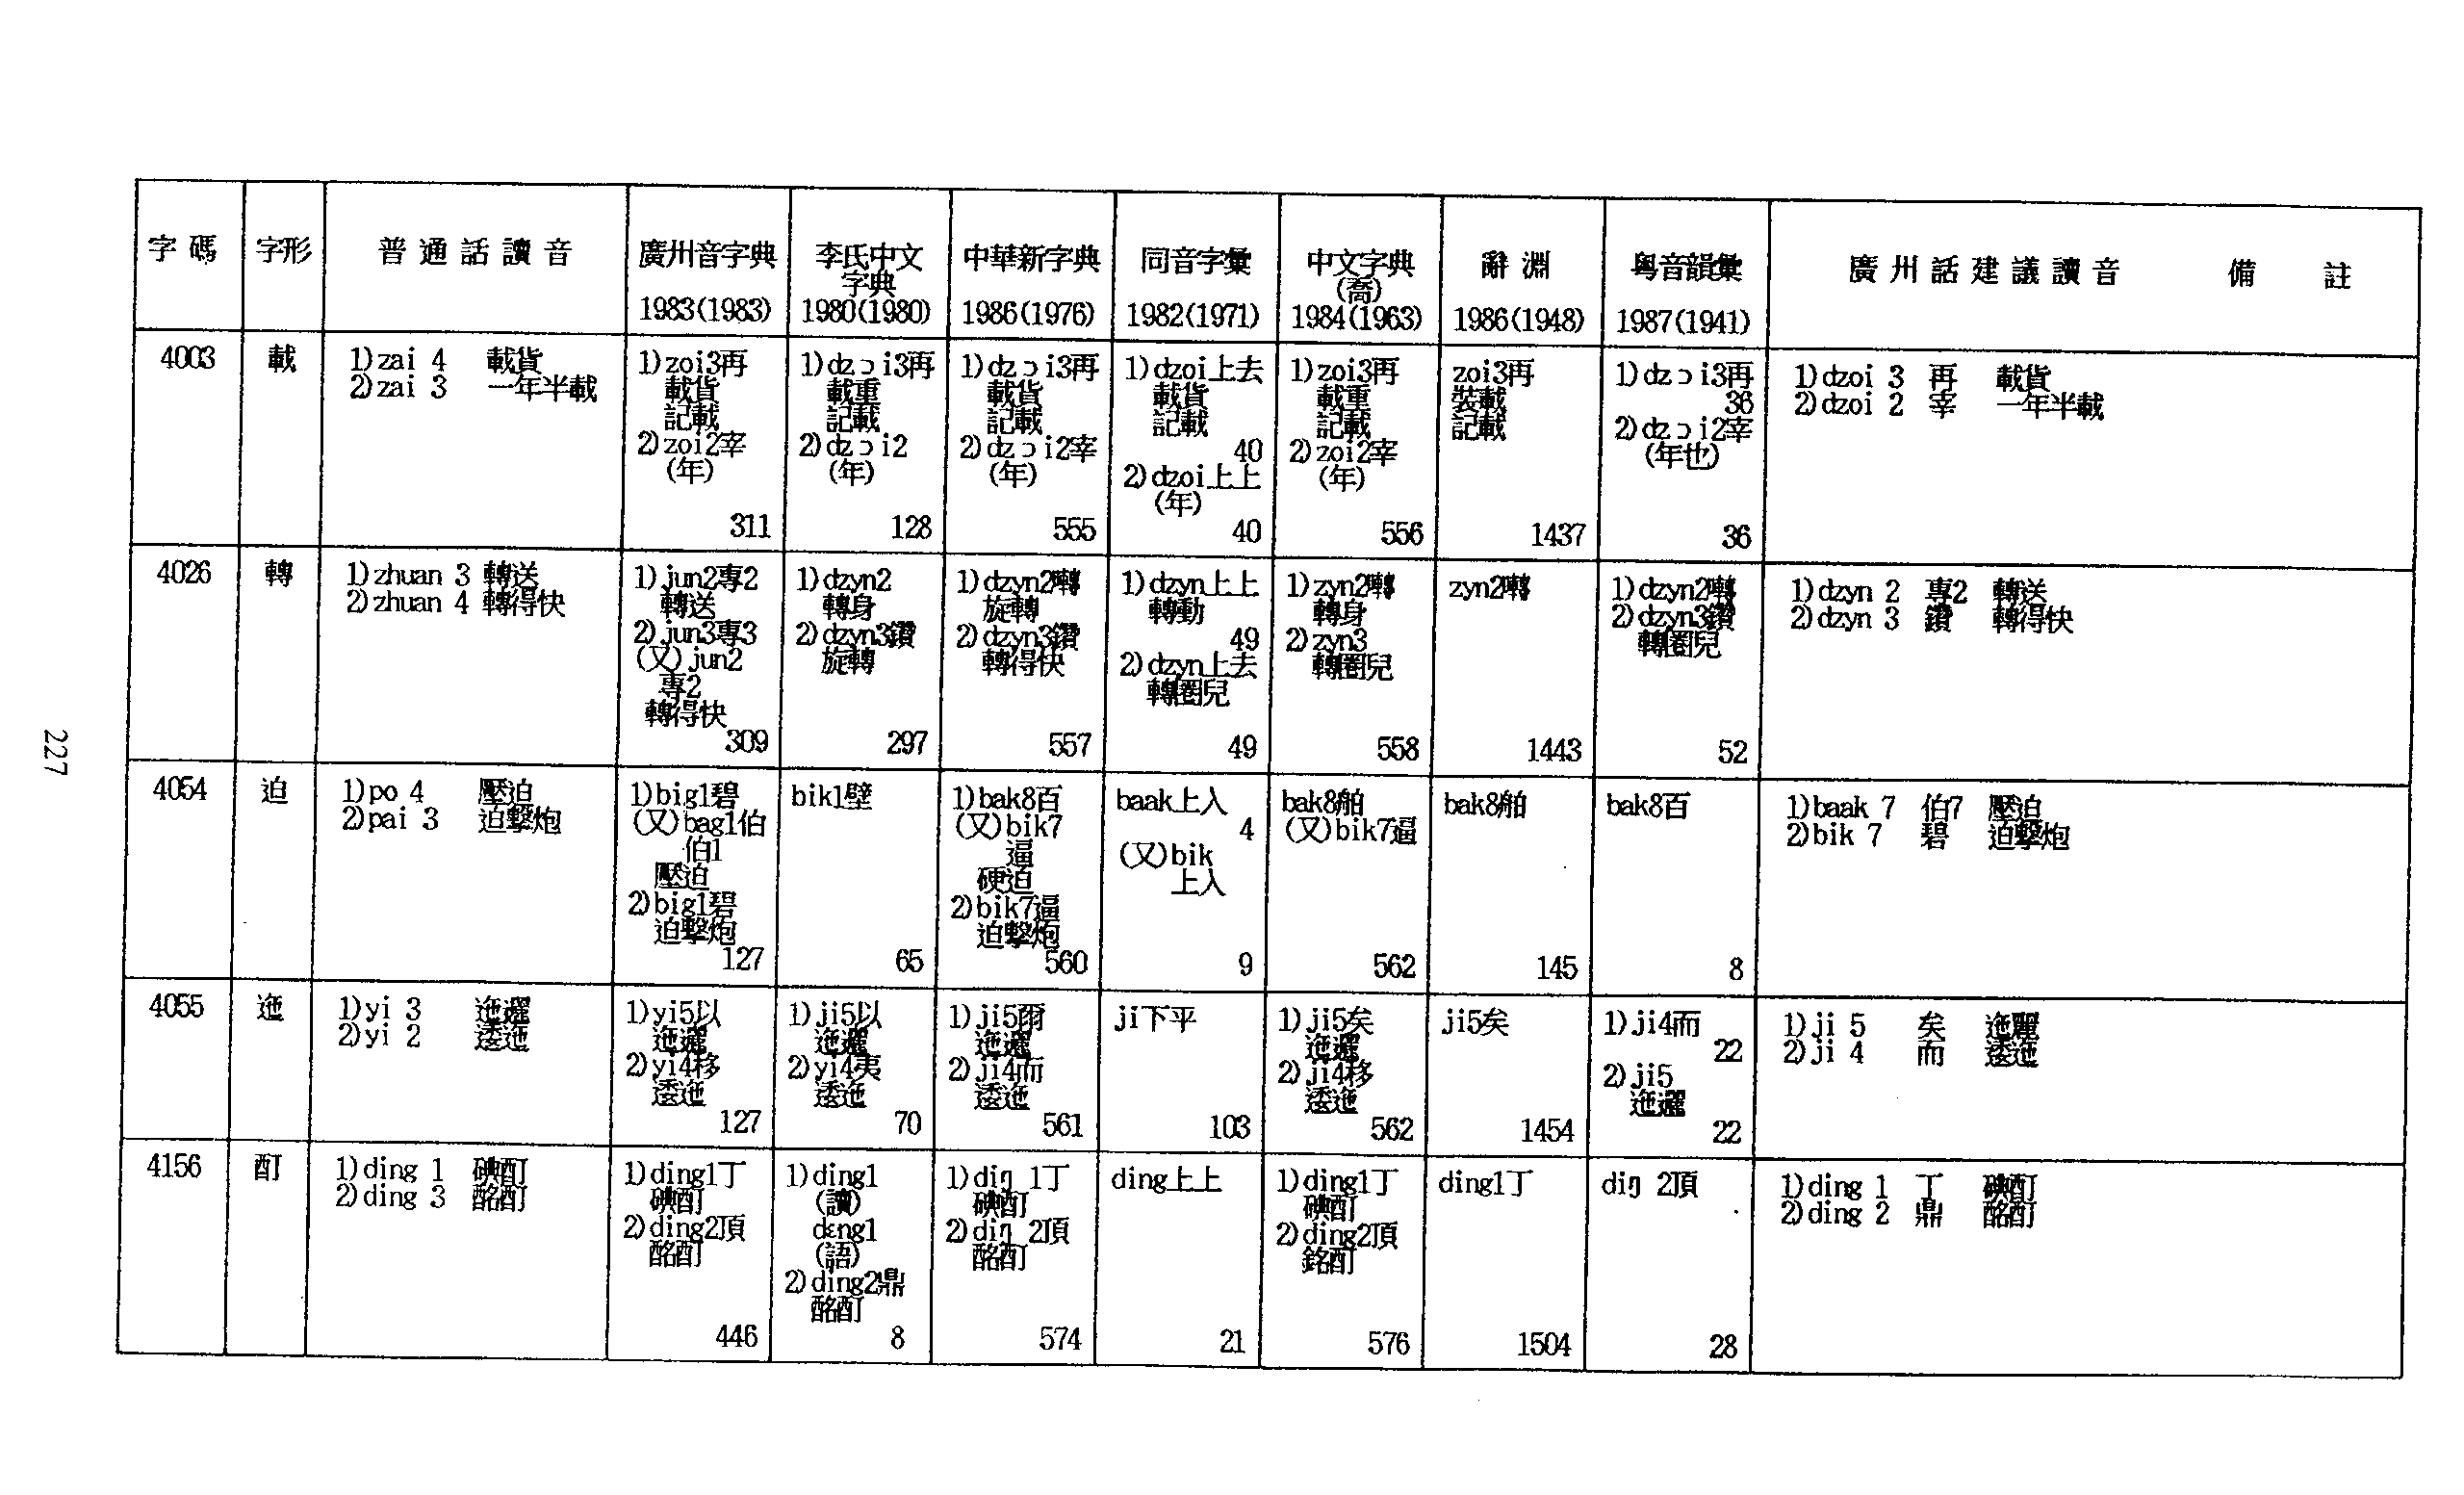 字碼
字形
普通話讀音
廣州音字典
1983(1983)
李氏中文
字典
1980(1980)
中華新字典
1986(1976)
同音字彙
1982(1971)
中文字典
(喬)
1984(1963)
辭淵
1986(1948)
粵音韻彙
1987(1941)
廣州話建議讀音
備註
4003
載
1)zai 4 載貨
2)zai 3 一年半載
1)zoi3再
載貨
記載
2)zoi2宰
(年)
311
1)dzɔi3再
載重
記載
2)dzɔi2
(年)
128
1)dzɔi3再
載貨
記載
2)dzɔi2宰
(年)
555
1)dzoi上去
載貨
記載
40
2)dzoi上上
(年)
40
1)zoi3再
載重
記載
2)zoi2宰
(年)
556
zoi3再
裝載
記載
1437
1)dzɔi3再
36
2)dzɔi2宰
(年也)
36
1)dzoi 3 再 載貨
2)dzoi 2 宰 一年半載
4026
轉
1)zhuan 3 轉送
2)zhuan 4 轉得快
1)jun2專2
轉送
2)jun3專3
(又)jun2
專2
轉得快
309
1)dzyn2
轉身
2)dzyn3鑽
旋轉
297
1)dzyn2囀
旋轉
2)dzyn3鑽
轉得快
557
1)dzyn上上
轉動
49
2)dzyn上去
轉圈兒
49
1)zyn2囀
轉身
2)zyn3
轉圈兒
558
zyn2囀
1443
1)dzyn2囀
2)dzyn3鑽
轉圈兒
52
1)dzyn 2 專2 轉送
2)dzyn 3 鑽 轉得快
4054
迫
1)po 4 壓迫
2)pai 3 迫擊炮
1)big1碧
(又)bag1伯
伯1
壓迫
2)big1碧
迫擊炮
127
bik1壁
65
1)bak8百
(又)bik7
逼
硬迫
2)bik7逼
迫擊炮
560
baak上入
4
(又)bik
上入
9
bak8舶
(又)bik7逼
562
bak8舶
145
bak8百
8
1)baak 7 伯7 壓迫
2)bik 7 碧 迫擊炮
4055
迤
1)yi 3 迤邐
2)yi 2 逶迤
1)yi5以
迤邐
2)yi4移
逶迤
127
1)ji5以
迤邐
2)yi4夷
逶迤
70
1)ji5爾
迤邐
2)ji4而
逶迤
561
ji下平
103
1)ji5矣
迤邐
2)ji4移
逶迤
562
ji5矣
1454
1)ji4而
22
2)ji5
迤邐
22
1)ji 5 矣 迤麗
2)ji 4 而 逶迤
4156
酊
1)ding 1 碘酊
2)ding 3 酩酊
1)ding1丁
碘酊
2)ding2頂
酩酊
446
1)ding1
(讀)
dɛng1
(語)
2)ding2鼎
酩酊
8
1)diŋ 1丁
碘酊
2)diŋ 2頂
酩酊
574
ding上上
21
1)ding1丁
碘酊
2)ding2頂
銘酊
576
ding1丁
1504
diŋ 2頂
28
1)ding 1 丁 碘酊
2)ding 2 鼎 酩酊
227